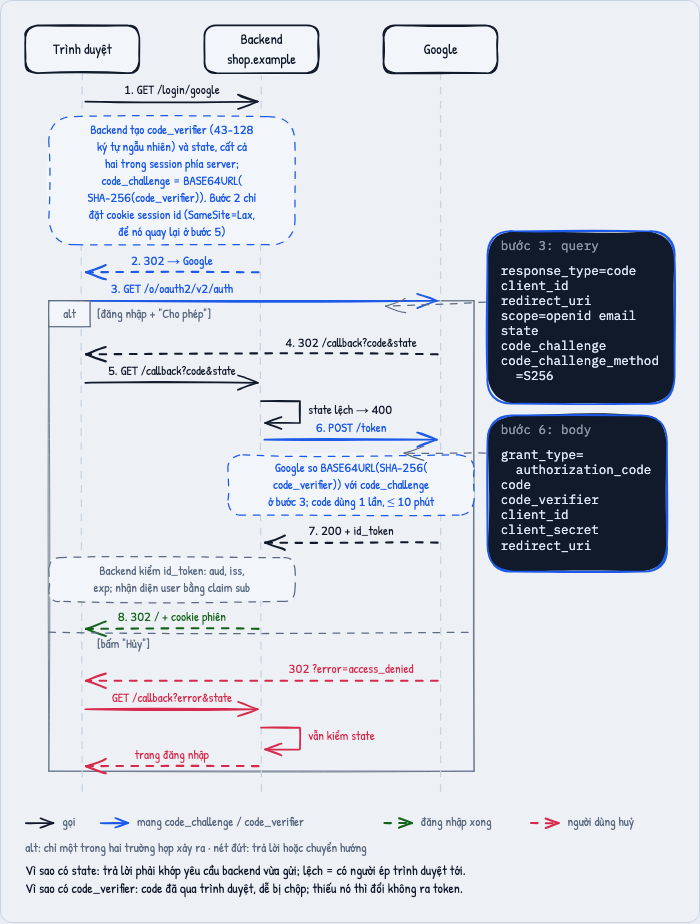 Trình duyệt
Backend
shop.example
Google
1. GET /login/google
Backend tạo code_verifier (43-128
ký tự ngẫu nhiên) và state, cất cả
hai trong session phía server;
code_challenge = BASE64URL(
SHA-256(code_verifier)). Bước 2 chỉ
đặt cookie session id (SameSite=Lax,
để nó quay lại ở bước 5)
2. 302 → Google
3. GET /o/oauth2/v2/auth
bước 3: query
response_type=code
client_id
redirect_uri
scope=openid email
state
code_challenge
code_challenge_method
=S256
alt
[đăng nhập + "Cho phép"]
4. 302 /callback?code&state
5. GET /callback?code&state
state lệch → 400
6. POST /token
bước 6: body
grant_type=
authorization_code
code
code_verifier
client_id
client_secret
redirect_uri
Google so BASE64URL(SHA-256(
code_verifier)) với code_challenge
ở bước 3; code dùng 1 lần, ≤ 10 phút
7. 200 + id_token
Backend kiểm id_token: aud, iss,
exp; nhận diện user bằng claim sub
8. 302 / + cookie phiên
[bấm "Hủy"]
302 ?error=access_denied
GET /callback?error&state
vẫn kiểm state
trang đăng nhập
gọi
mang code_challenge / code_verifier
đăng nhập xong
người dùng huỷ
alt: chỉ một trong hai trường hợp xảy ra · nét đứt: trả lời hoặc chuyển hướng
Vì sao có state: trả lời phải khớp yêu cầu backend vừa gửi; lệch = có người ép trình duyệt tới.
Vì sao có code_verifier: code đã qua trình duyệt, dễ bị chộp; thiếu nó thì đổi không ra token.